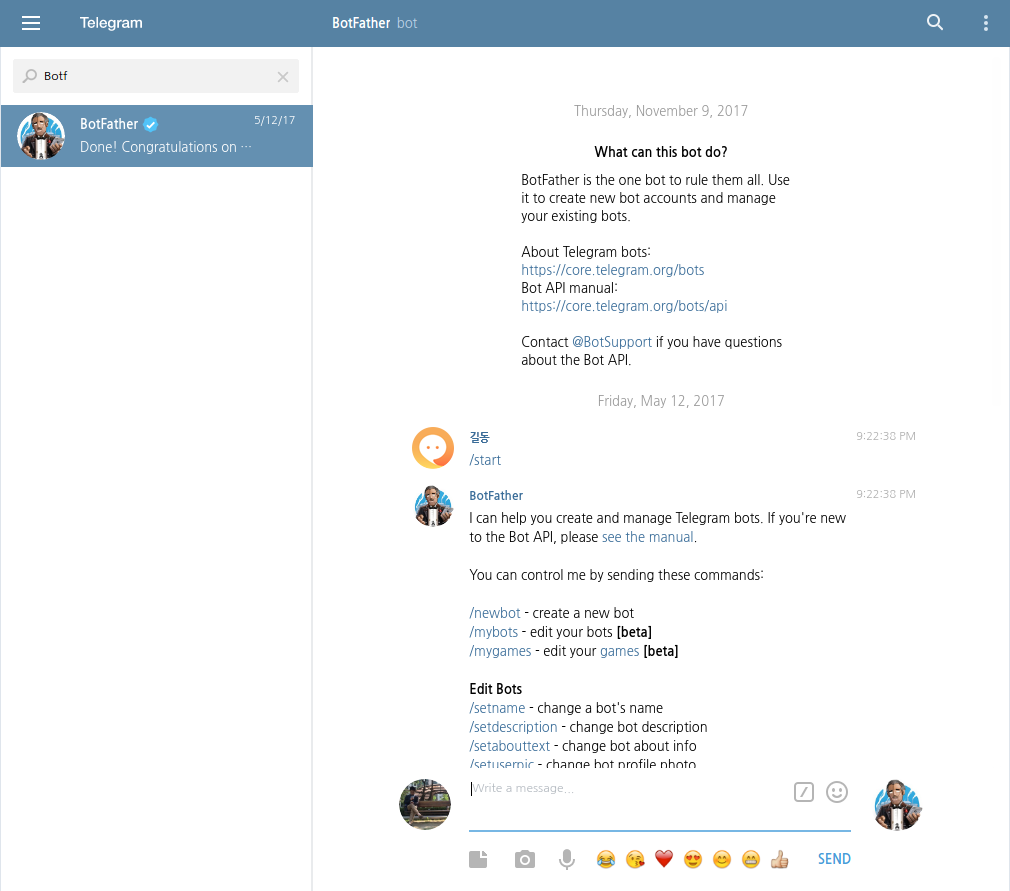 Telegram
BotFather bot
Botf
BotFather
5/12/17
Done! Congratulations on ···
Thursday, November 9, 2017
What can this bot do?
BotFather is the one bot to rule them all. Use
it to create new bot accounts and manage
your existing bots.
About Telegram bots:
https://core.telegram.org/bots
Bot API manual:
https://core.telegram.org/bots/api
Contact @BotSupport if you have questions
about the Bot API.
Friday, May 12, 2017
길동
9:22:38 PM
/start
BotFather
9:22:38 PM
I can help you create and manage Telegram bots. If you're new
to the Bot API, please see the manual.
You can control me by sending these commands:
/newbot - create a new bot
/mybots - edit your bots [beta]
/mygames - edit your games [beta]
Edit Bots
/setname - change a bot's name
/setdescription - change bot description
/setabouttext - change bot about info
/setuserpic - change bot profile photo
Write a message...
SEND